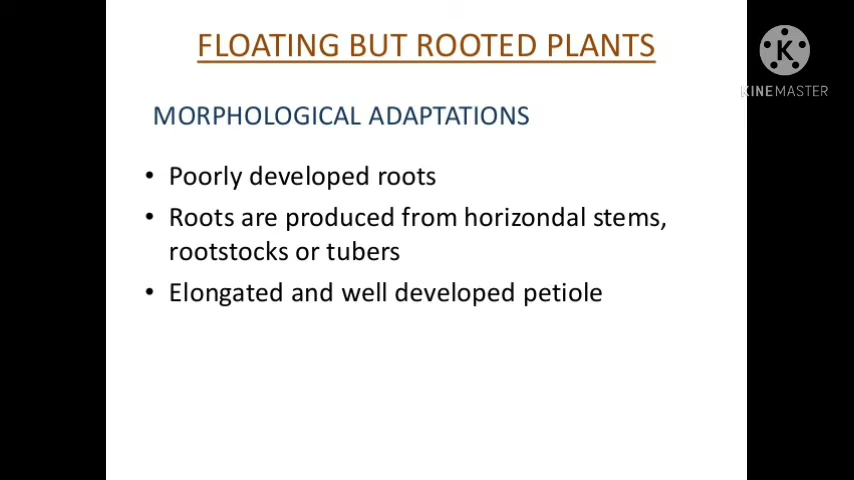 FLOATING BUT ROOTED PLANTS
K
KINEMASTER
MORPHOLOGICAL ADAPTATIONS
• Poorly developed roots
• Roots are produced from horizondal stems,
rootstocks or tubers
• Elongated and well developed petiole